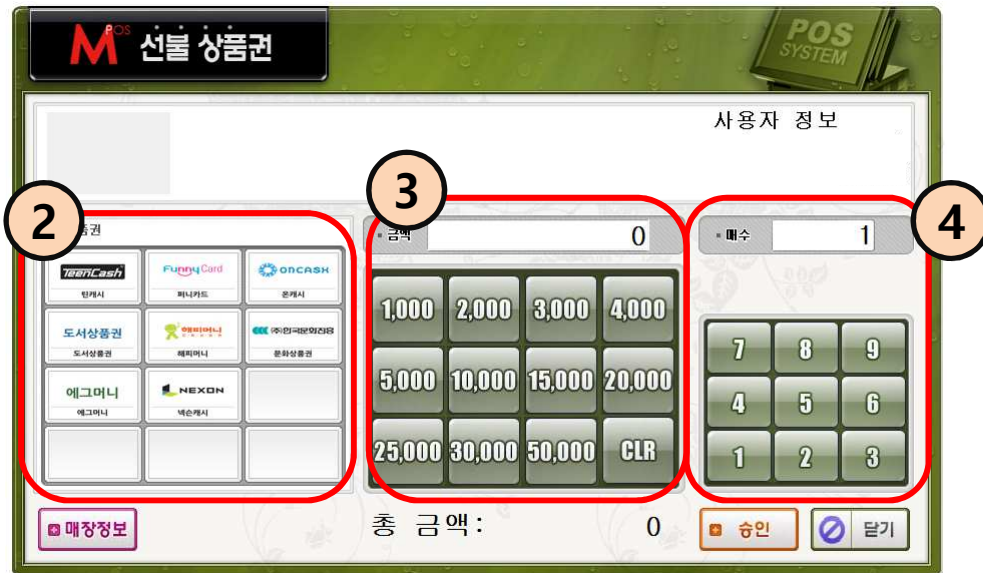 MPOS 선불 상품권
POS
SYSTEM
사용자 정보
2
3
4
품권
금액 0
매수 1
TeenCash
틴캐시
Funny Card
퍼니카드
ONCASH
온캐시
도서상품권
도서상품권
해피머니
해피머니
(주)한국문화진흥
문화상품권
에그머니
에그머니
NEXON
넥슨캐시
1,000 2,000 3,000 4,000
5,000 10,000 15,000 20,000
25,000 30,000 50,000 CLR
7 8 9
4 5 6
1 2 3
매장정보
총 금액: 0
승인
닫기